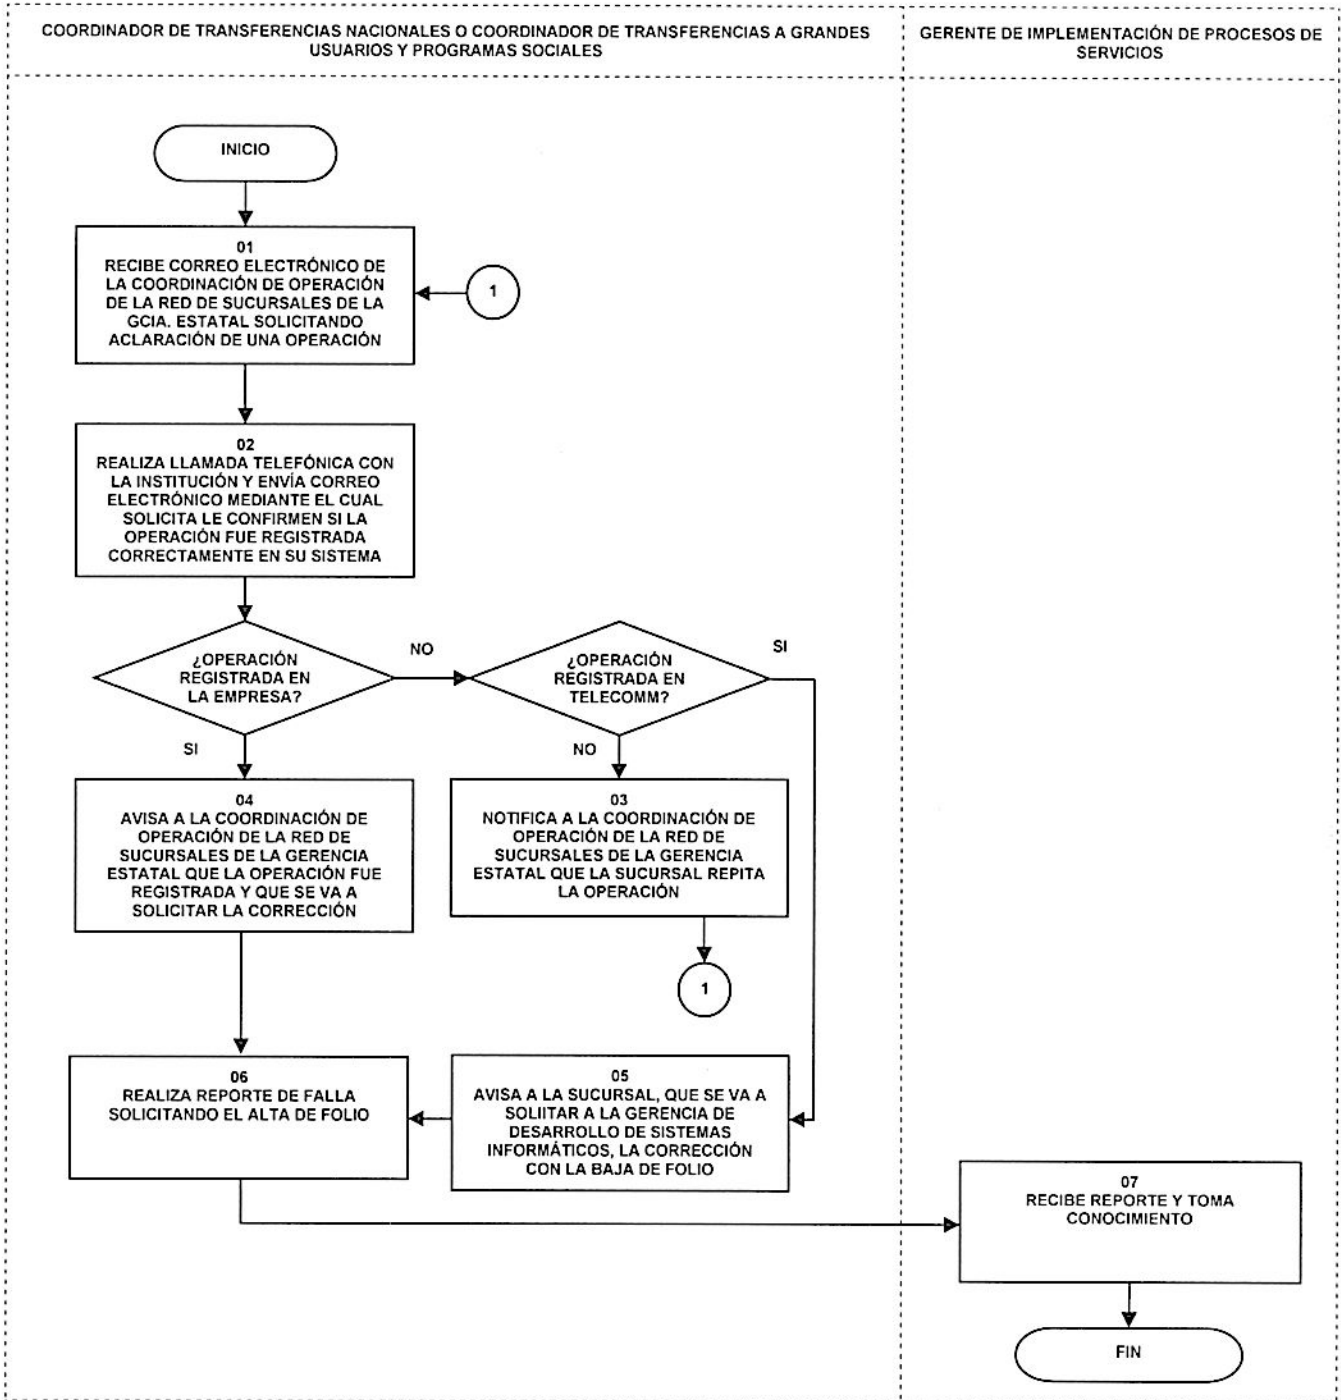 COORDINADOR DE TRANSFERENCIAS NACIONALES O COORDINADOR DE TRANSFERENCIAS A GRANDES
USUARIOS Y PROGRAMAS SOCIALES
GERENTE DE IMPLEMENTACIÓN DE PROCESOS DE
SERVICIOS
INICIO
01
RECIBE CORREO ELECTRÓNICO DE
LA COORDINACIÓN DE OPERACIÓN
DE LA RED DE SUCURSALES DE LA
GCIA. ESTATAL SOLICITANDO
ACLARACIÓN DE UNA OPERACIÓN
1
02
REALIZA LLAMADA TELEFÓNICA CON
LA INSTITUCIÓN Y ENVÍA CORREO
ELECTRÓNICO MEDIANTE EL CUAL
SOLICITA LE CONFIRMEN SI LA
OPERACIÓN FUE REGISTRADA
CORRECTAMENTE EN SU SISTEMA
¿OPERACIÓN
REGISTRADA EN
LA EMPRESA?
NO
¿OPERACIÓN
REGISTRADA EN
TELECOMM?
SI
SI
NO
04
AVISA A LA COORDINACIÓN DE
OPERACIÓN DE LA RED DE
SUCURSALES DE LA GERENCIA
ESTATAL QUE LA OPERACIÓN FUE
REGISTRADA Y QUE SE VA A
SOLICITAR LA CORRECCIÓN
03
NOTIFICA A LA COORDINACIÓN DE
OPERACIÓN DE LA RED DE
SUCURSALES DE LA GERENCIA
ESTATAL QUE LA SUCURSAL REPITA
LA OPERACIÓN
1
06
REALIZA REPORTE DE FALLA
SOLICITANDO EL ALTA DE FOLIO
05
AVISA A LA SUCURSAL, QUE SE VA A
SOLIITAR A LA GERENCIA DE
DESARROLLO DE SISTEMAS
INFORMÁTICOS, LA CORRECCIÓN
CON LA BAJA DE FOLIO
07
RECIBE REPORTE Y TOMA
CONOCIMIENTO
FIN